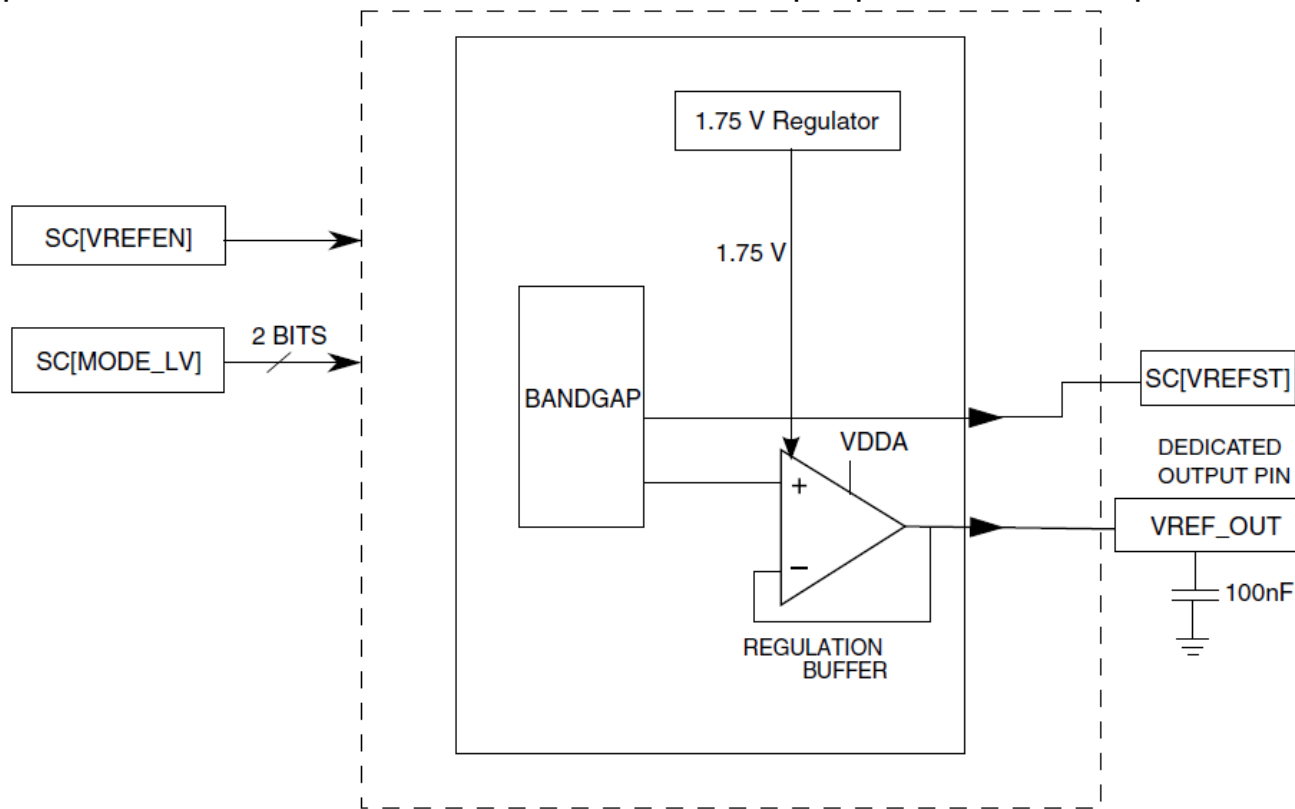 1.75 V Regulator
SC[VREFEN]
1.75 V
2 BITS
SC[MODE_LV]
BANDGAP
SC[VREFST]
VDDA
DEDICATED
OUTPUT PIN
+
VREF_OUT
−
100nF
REGULATION
BUFFER